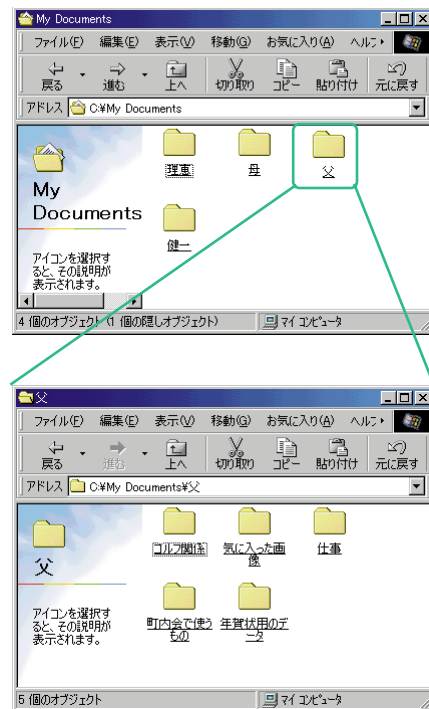 My Documents
ファイル(F) 編集(E) 表示(V) 移動(G) お気に入り(A) ヘルプ
戻る 進む 上へ 切り取り コピー 貼り付け 元に戻す
アドレス C:¥My Documents
My
Documents
アイコンを選択す
ると、その説明が
表示されます。
理恵 母 父
健一
4 個のオブジェクト (1 個の隠しオブジェクト) マイ コンピュータ
父
ファイル(F) 編集(E) 表示(V) 移動(G) お気に入り(A) ヘルプ
戻る 進む 上へ 切り取り コピー 貼り付け 元に戻す
アドレス C:¥My Documents¥父
父
アイコンを選択す
ると、その説明が
表示されます。
ゴルフ関係 気に入った画
像 仕事
町内会で使う
もの 年賀状用のデ
ータ
5 個のオブジェクト マイ コンピュータ